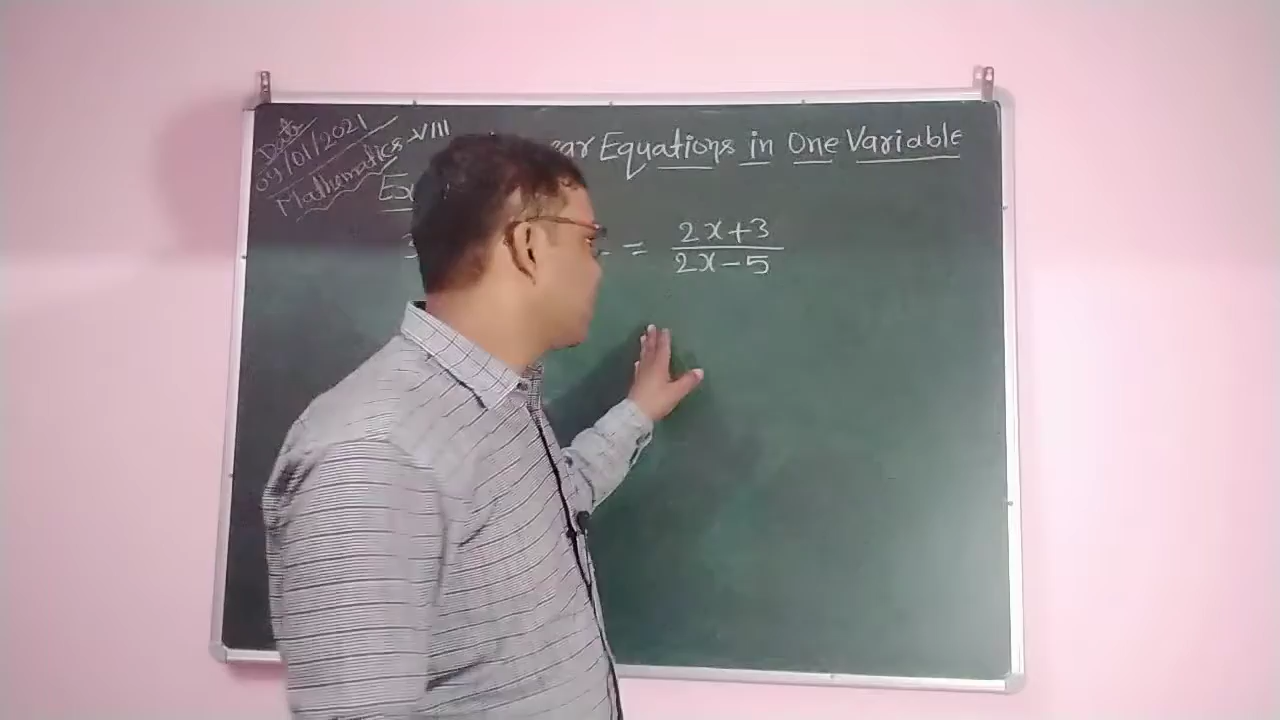 Date
09/01/2021
Mathematics-VIII
Equations in One Variable
= 2x+3
2x-5